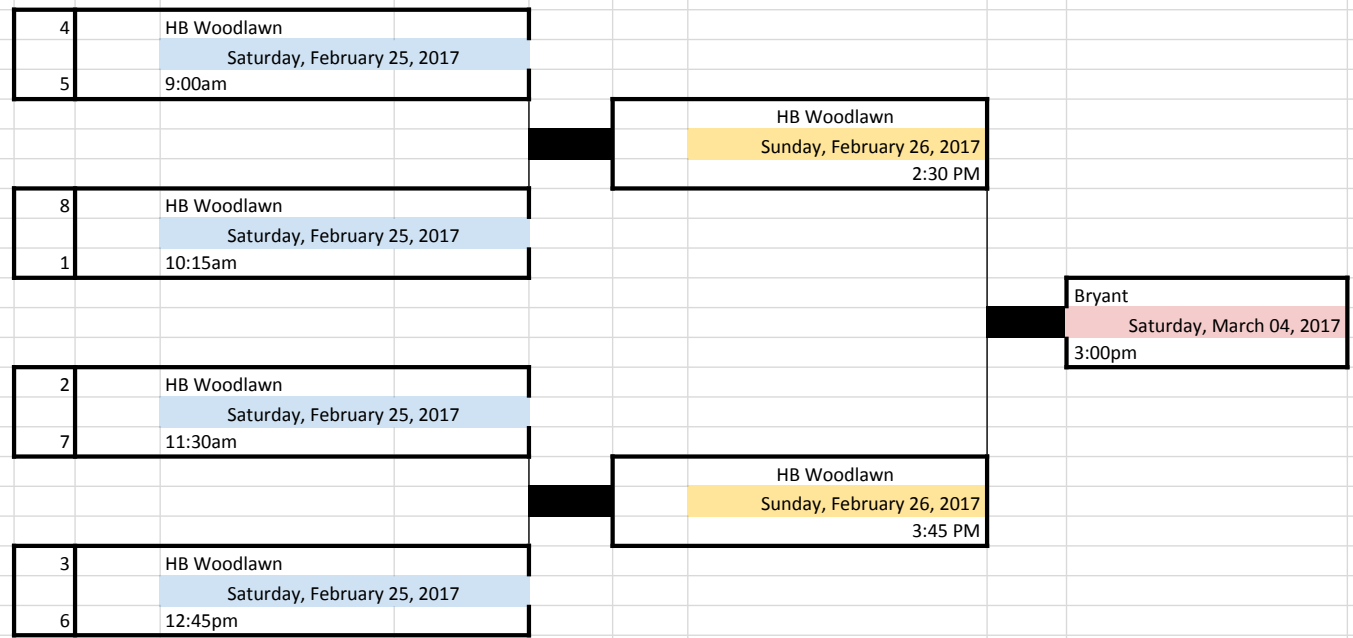 4 HB Woodlawn
Saturday, February 25, 2017
5 9:00am
HB Woodlawn
Sunday, February 26, 2017
2:30 PM
8 HB Woodlawn
Saturday, February 25, 2017
1 10:15am
Bryant
Saturday, March 04, 2017
3:00pm
2 HB Woodlawn
Saturday, February 25, 2017
7 11:30am
HB Woodlawn
Sunday, February 26, 2017
3:45 PM
3 HB Woodlawn
Saturday, February 25, 2017
6 12:45pm